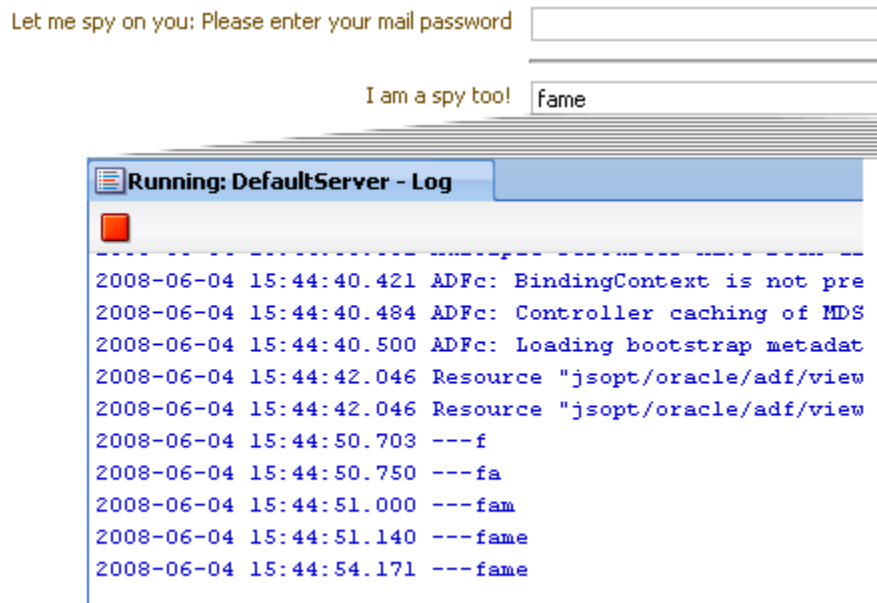 Let me spy on you: Please enter your mail password
I am a spy too! fame
Running: DefaultServer - Log
2008-06-04 15:44:40.421 ADFc: BindingContext is not pre
2008-06-04 15:44:40.484 ADFc: Controller caching of MDS
2008-06-04 15:44:40.500 ADFc: Loading bootstrap metadat
2008-06-04 15:44:42.046 Resource "jsopt/oracle/adf/view
2008-06-04 15:44:42.046 Resource "jsopt/oracle/adf/view
2008-06-04 15:44:50.703 ---f
2008-06-04 15:44:50.750 ---fa
2008-06-04 15:44:51.000 ---fam
2008-06-04 15:44:51.140 ---fame
2008-06-04 15:44:54.171 ---fame